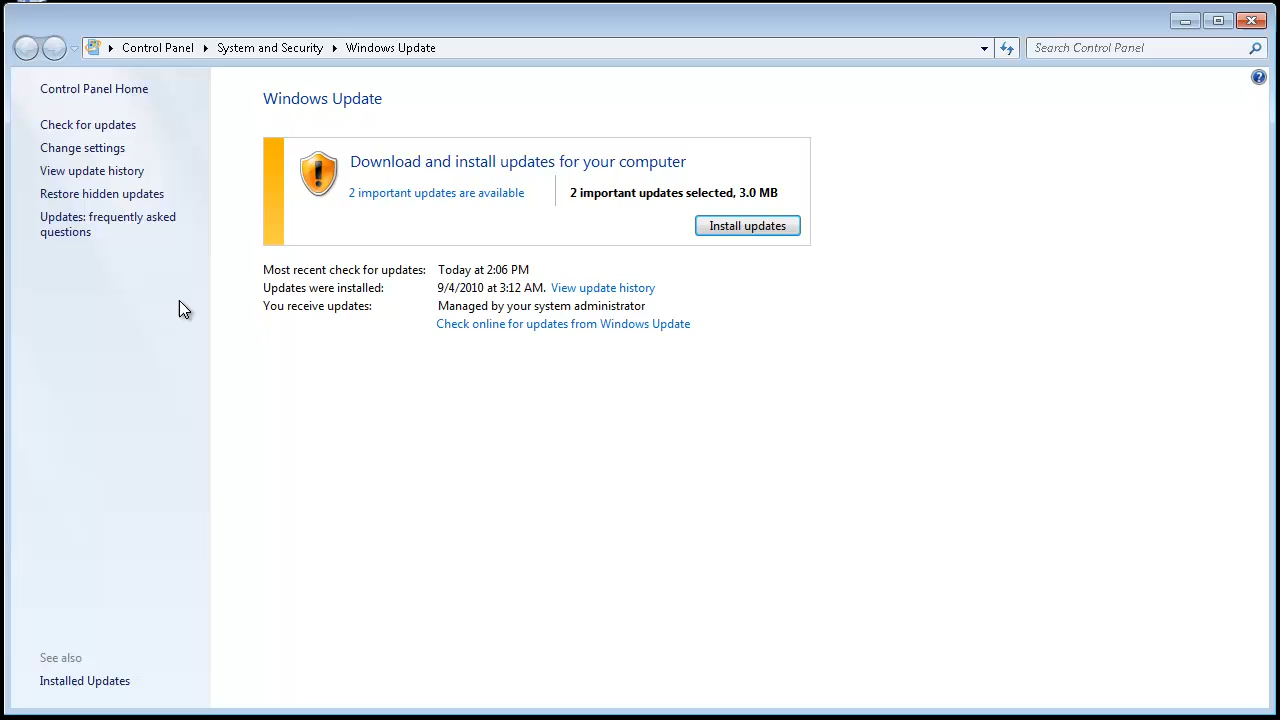 Control Panel
System and Security
Windows Update
Search Control Panel
Control Panel Home
Check for updates
Change settings
View update history
Restore hidden updates
Updates: frequently asked
questions
See also
Installed Updates
Windows Update
Download and install updates for your computer
2 important updates are available
2 important updates selected, 3.0 MB
Install updates
Most recent check for updates: Today at 2:06 PM
Updates were installed: 9/4/2010 at 3:12 AM. View update history
You receive updates: Managed by your system administrator
Check online for updates from Windows Update